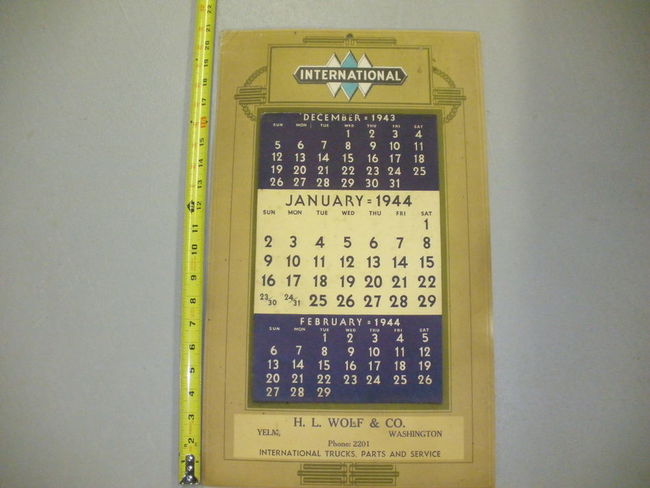 INTERNATIONAL
DECEMBER = 1943
SUN MON TUE WED THU FRI SAT
1 2 3 4
5 6 7 8 9 10 11
12 13 14 15 16 17 18
19 20 21 22 23 24 25
26 27 28 29 30 31
JANUARY = 1944
SUN MON TUE WED THU FRI SAT
1
2 3 4 5 6 7 8
9 10 11 12 13 14 15
16 17 18 19 20 21 22
23/30 24/31 25 26 27 28 29
FEBRUARY = 1944
SUN MON TUE WED THU FRI SAT
1 2 3 4 5
6 7 8 9 10 11 12
13 14 15 16 17 18 19
20 21 22 23 24 25 26
27 28 29
H. L. WOLF & CO.
YELM, WASHINGTON
Phone: 2201
INTERNATIONAL TRUCKS, PARTS AND SERVICE